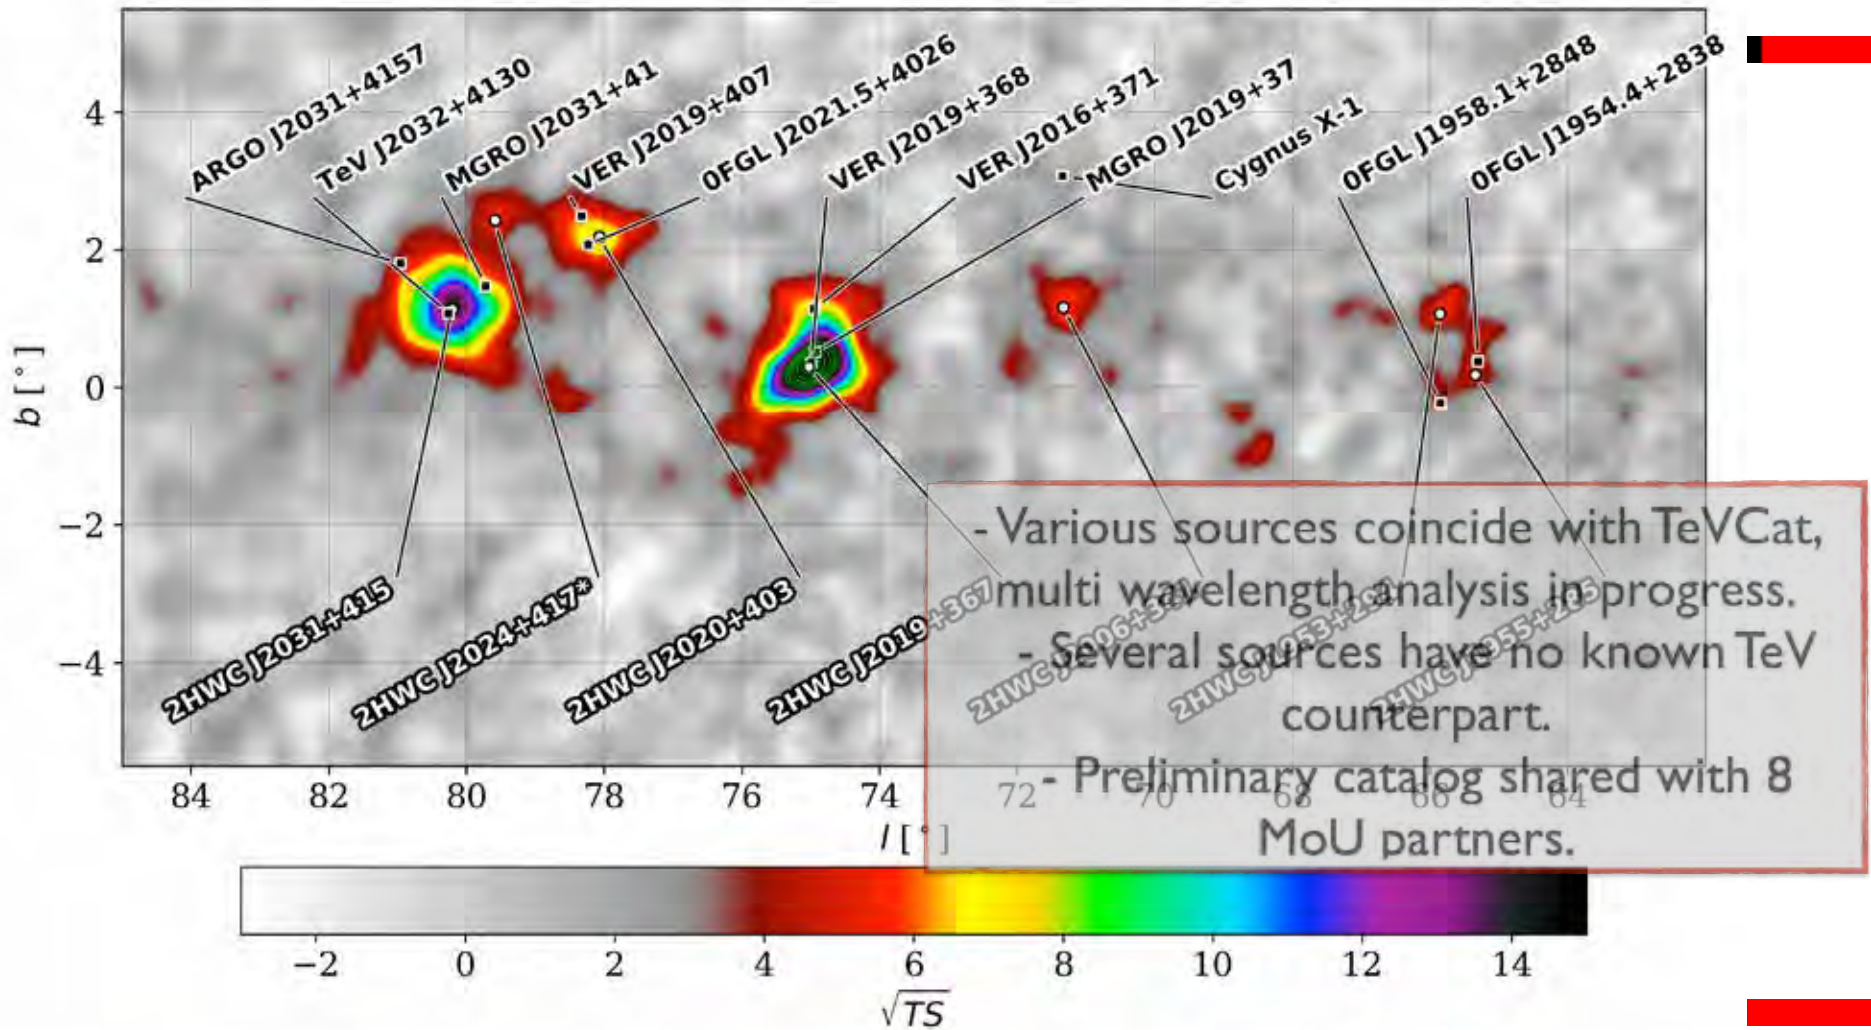 ARGO J2031+4157
TeV J2032+4130
MGRO J2031+41
VER J2019+407
0FGL J2021.5+4026
VER J2019+368
VER J2016+371
MGRO J2019+37
Cygnus X-1
0FGL J1958.1+2848
0FGL J1954.4+2838
4
2
0
−2
−4
b [°]
2HWC J2031+415
2HWC J2024+417*
2HWC J2020+403
2HWC J2019+367
- Various sources coincide with TeVCat,
multi wavelength analysis in progress.
- Several sources have no known TeV
counterpart.
- Preliminary catalog shared with 8
MoU partners.
84
82
80
78
76
74
72
70
68
66
64
l [°]
−2
0
2
4
6
8
10
12
14
√TS